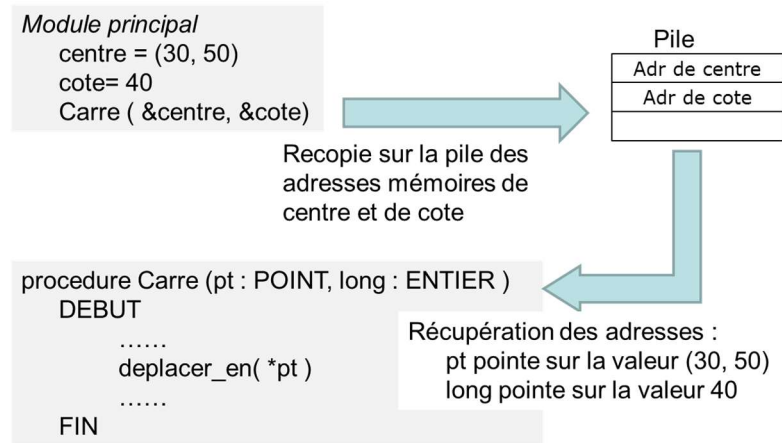 Module principal
centre = (30, 50)
cote= 40
Carre ( &centre, &cote)
Pile
Adr de centre
Adr de cote
Recopie sur la pile des
adresses mémoires de
centre et de cote
procedure Carre (pt : POINT, long : ENTIER )
DEBUT
......
deplacer_en( *pt )
......
FIN
Récupération des adresses :
pt pointe sur la valeur (30, 50)
long pointe sur la valeur 40